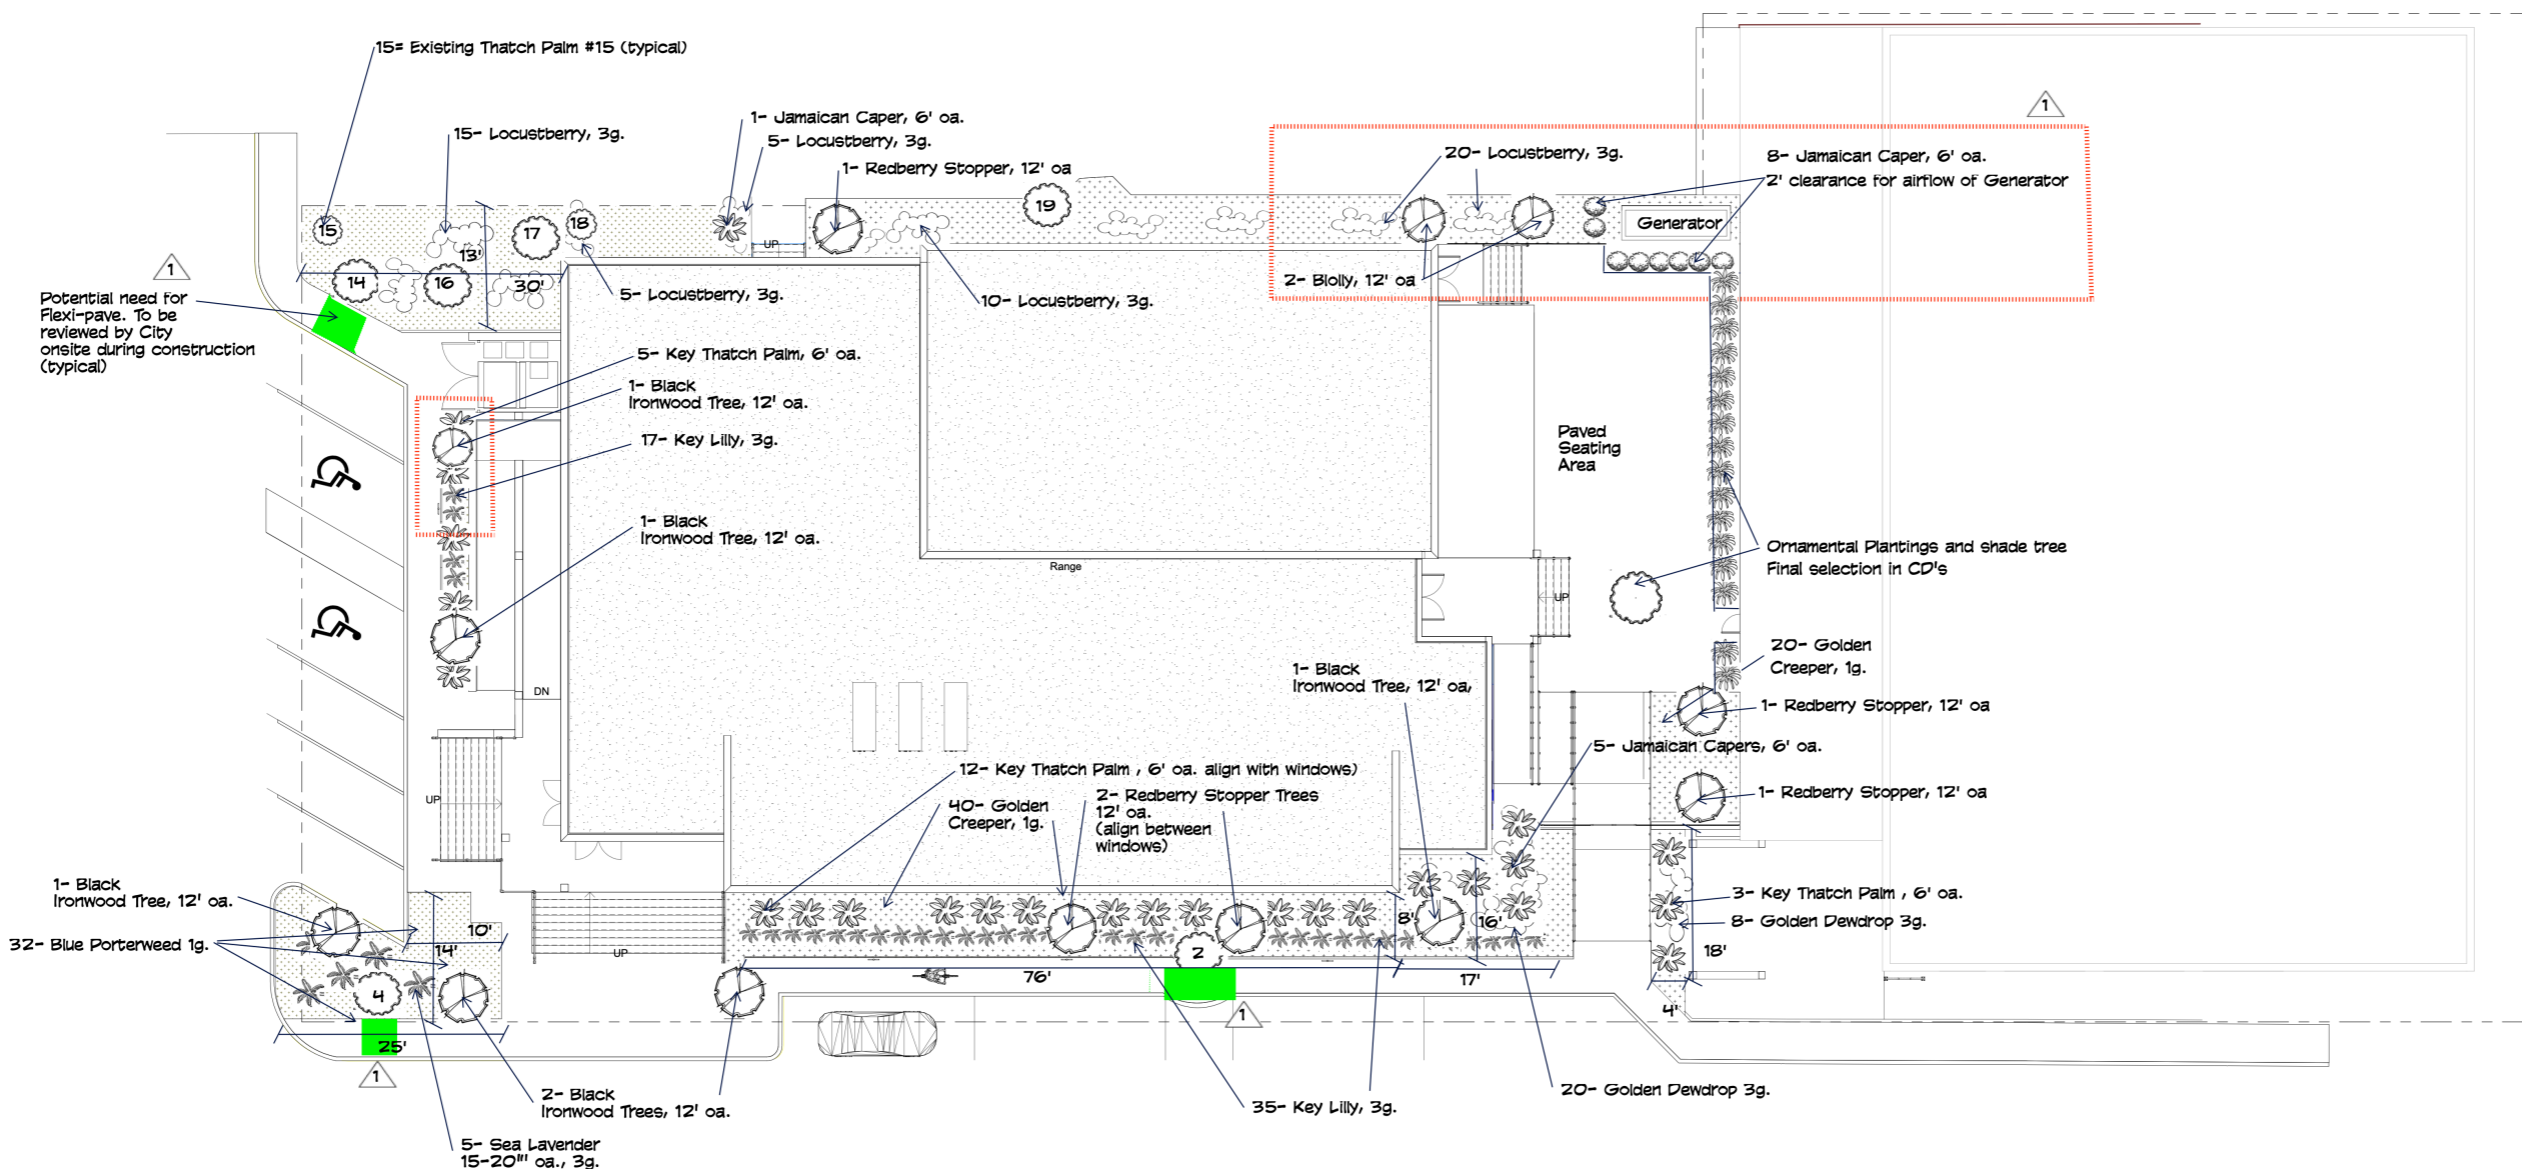 15= Existing Thatch Palm #15 (typical)
1
1- Jamaican Caper, 6' oa.
15- Locustberry, 3g.
5- Locustberry, 3g.
1- Redberry Stopper, 12' oa
20- Locustberry, 3g.
8- Jamaican Caper, 6' oa.
2' clearance for airflow of Generator
19
15
17
18
Generator
UP
13'
1
14
16
30'
2- Blolly, 12' oa
Potential need for
Flexi-pave. To be
reviewed by City
onsite during construction
(typical)
5- Locustberry, 3g.
10- Locustberry, 3g.
5- Key Thatch Palm, 6' oa.
1- Black
Ironwood Tree, 12' oa.
17- Key Lilly, 3g.
Paved
Seating
Area
1- Black
Ironwood Tree, 12' oa.
Range
Ornamental Plantings and shade tree
Final selection in CD's
UP
20- Golden
Creeper, 1g.
1- Black
Ironwood Tree, 12' oa,
DN
1- Redberry Stopper, 12' oa
5- Jamaican Capers, 6' oa.
12- Key Thatch Palm , 6' oa. align with windows)
UP
40- Golden
Creeper, 1g.
2- Redberry Stopper Trees
12' oa.
(align between
windows)
1- Redberry Stopper, 12' oa
1- Black
Ironwood Tree, 12' oa.
3- Key Thatch Palm , 6' oa.
8- Golden Dewdrop 3g.
32- Blue Porterweed 1g.
10'
14'
8'
16'
18'
UP
2
76'
17'
4
4'
1
25'
1
2- Black
Ironwood Trees, 12' oa.
35- Key Lilly, 3g.
20- Golden Dewdrop 3g.
5- Sea Lavender
15-20"' oa., 3g.